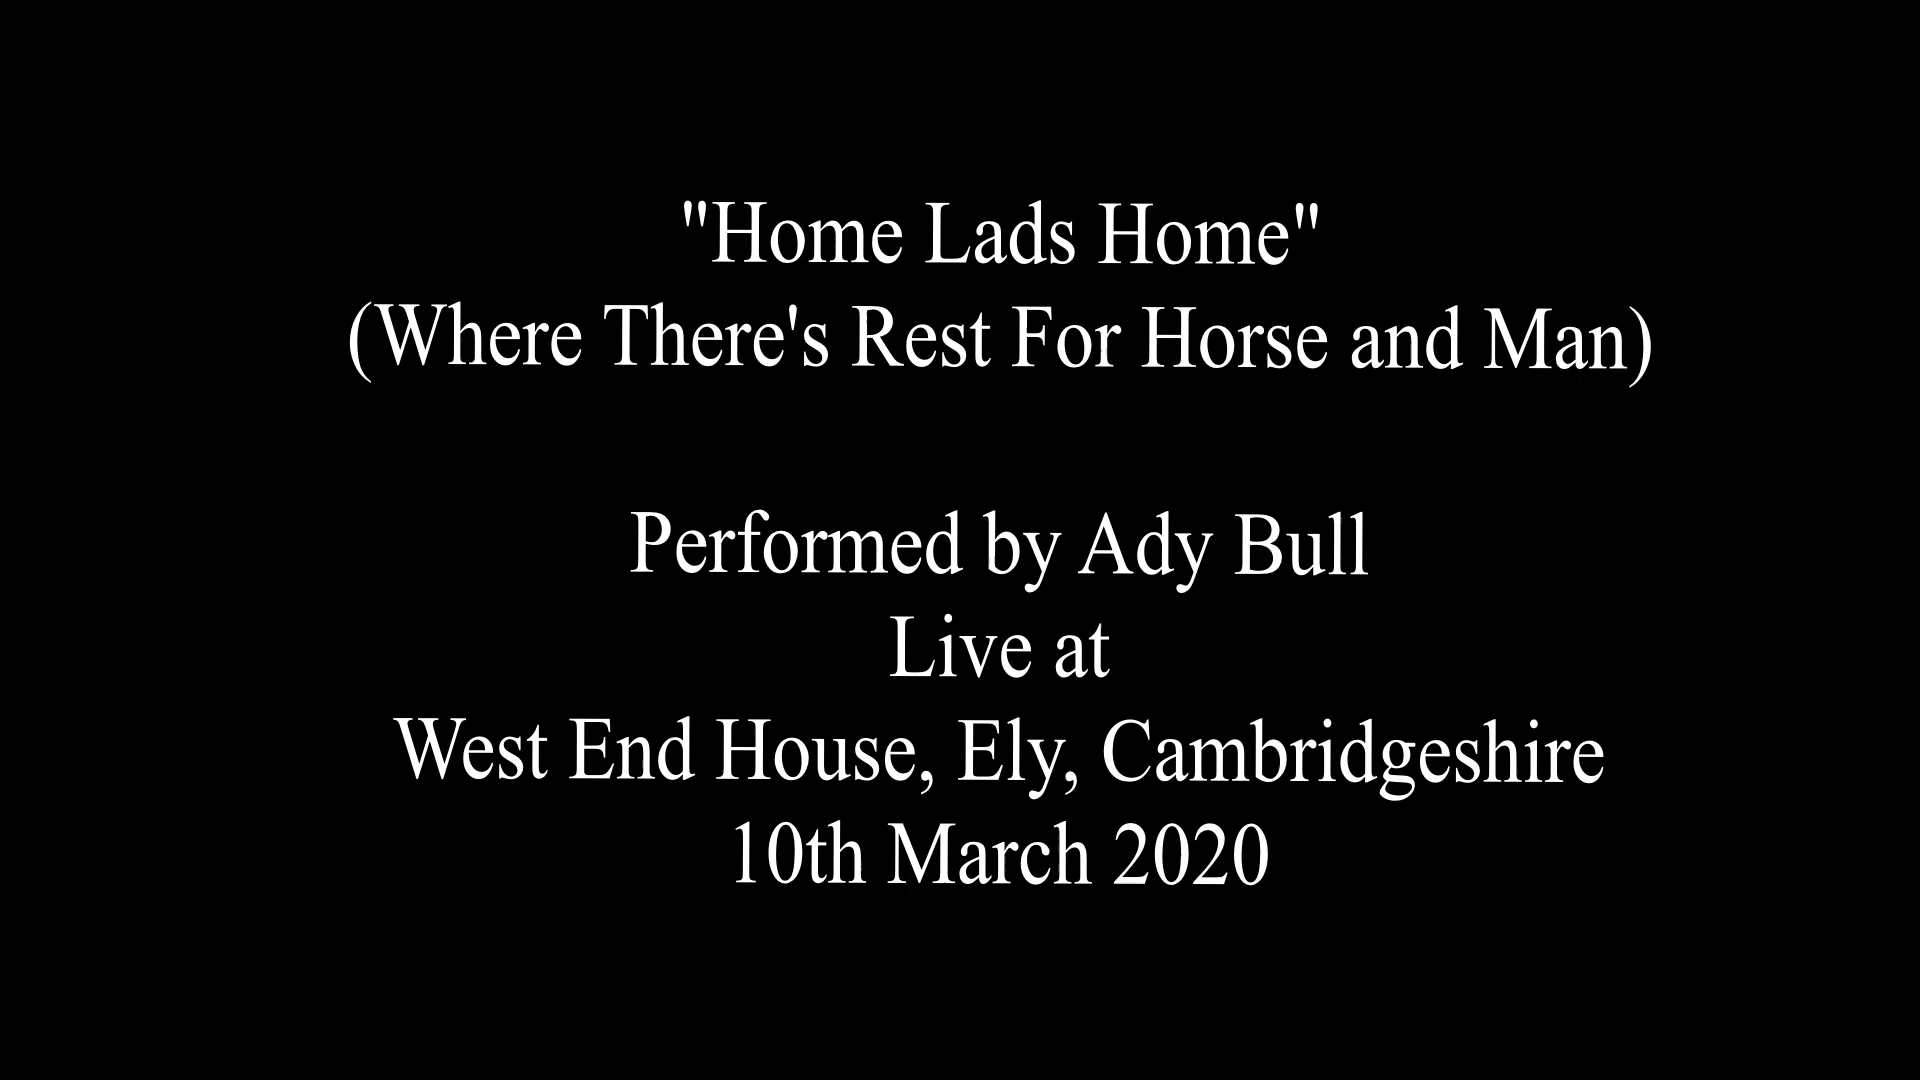 "Home Lads Home"
(Where There's Rest For Horse and Man)
Performed by Ady Bull
Live at
West End House, Ely, Cambridgeshire
10th March 2020